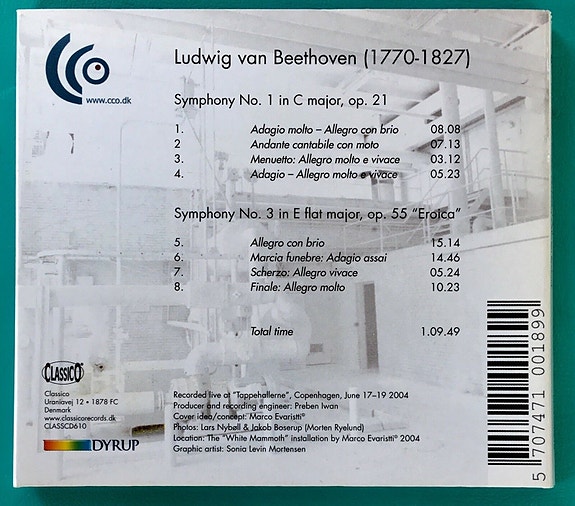 cco
www.cco.dk
Ludwig van Beethoven (1770-1827)
Symphony No. 1 in C major, op. 21
1. Adagio molto – Allegro con brio 08.08
2 Andante cantabile con moto 07.13
3. Menuetto: Allegro molto e vivace 03.12
4. Adagio – Allegro molto e vivace 05.23
Symphony No. 3 in E flat major, op. 55 "Eroica"
5. Allegro con brio 15.14
6. Marcia funebre: Adagio assai 14.46
7. Scherzo: Allegro vivace 05.24
8. Finale: Allegro molto 10.23
Total time 1.09.49
CLASSICO
Classico
Uraniavej 12 • 1878 FC
Denmark
www.classicorecords.dk
CLASSCD610
DYRUP
Recorded live at "Tappehallerne", Copenhagen, June 17–19 2004
Producer and recording engineer: Preben Iwan
Cover idea/concept: Marco Evaristti©
Photos: Lars Nybøll & Jakob Boserup (Morten Ryelund)
Location: The "White Mammoth" installation by Marco Evaristti© 2004
Graphic artist: Sonia Levin Mortensen
5 707471 001899